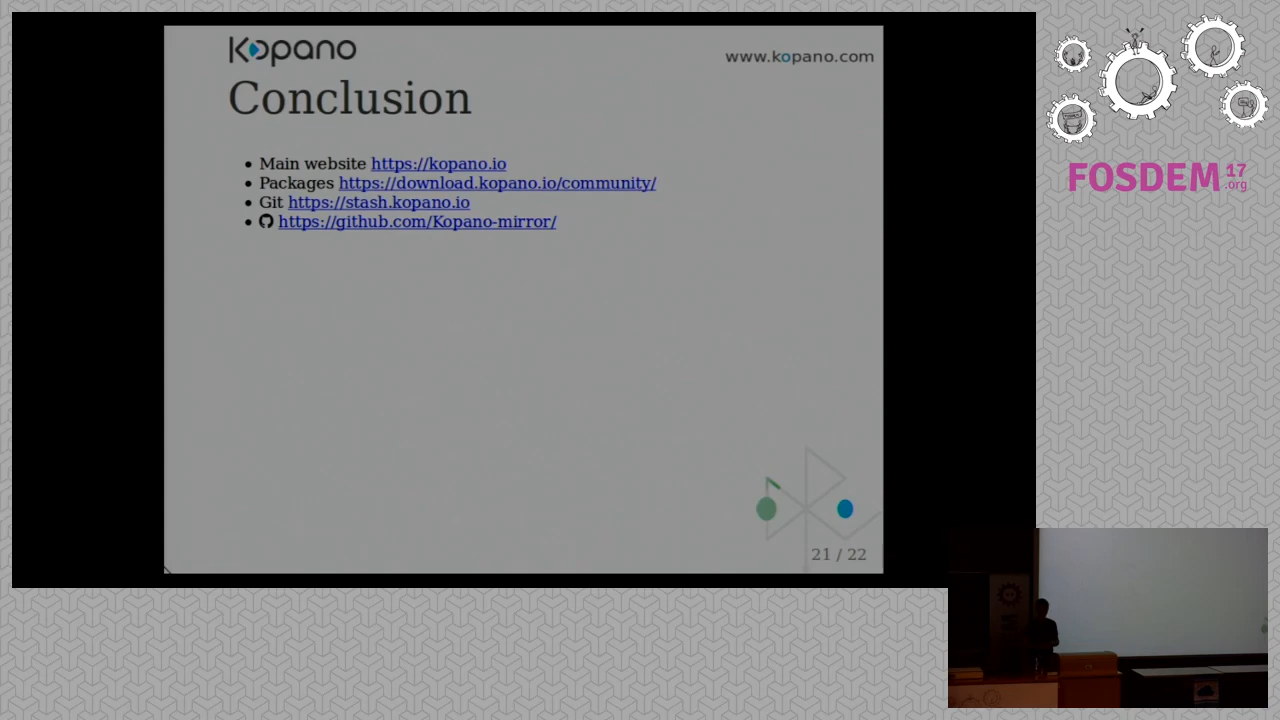 Kopano
www.kopano.com
Conclusion
• Main website https://kopano.io
• Packages https://download.kopano.io/community/
• Git https://stash.kopano.io
• https://github.com/Kopano-mirror/
21 / 22
FOSDEM 17
.org